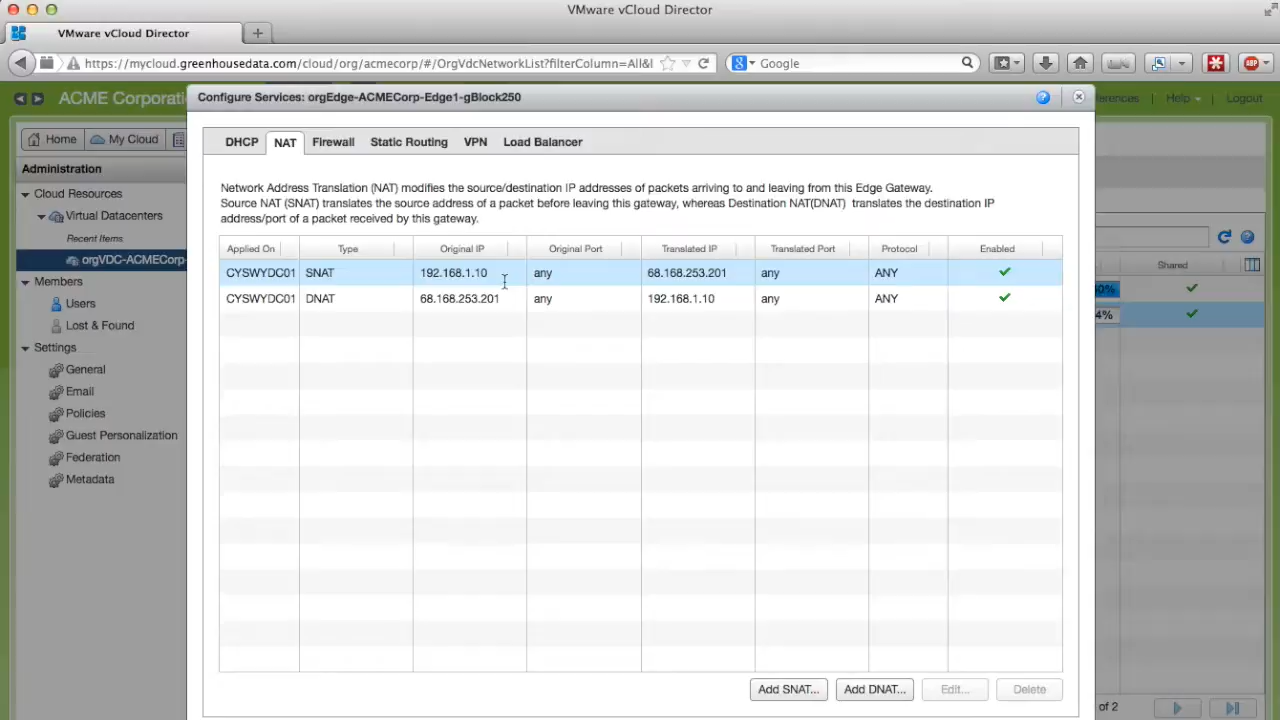 VMware vCloud Director
VMware vCloud Director
https://mycloud.greenhousedata.com/cloud/org/acmecorp/#/OrgVdcNetworkList?filterColumn=All&l
Google
ABP
ACME Corporati
Configure Services: orgEdge-ACMECorp-Edge1-gBlock250
erences Help Logout
Home My Cloud
DHCP NAT Firewall Static Routing VPN Load Balancer
Administration
Cloud Resources
Virtual Datacenters
Recent Items
orgVDC-ACMECorp-
Members
Users
Lost & Found
Settings
General
Email
Policies
Guest Personalization
Federation
Metadata
Network Address Translation (NAT) modifies the source/destination IP addresses of packets arriving to and leaving from this Edge Gateway.
Source NAT (SNAT) translates the source address of a packet before leaving this gateway, whereas Destination NAT(DNAT) translates the destination IP
address/port of a packet received by this gateway.
Applied On Type Original IP Original Port Translated IP Translated Port Protocol Enabled
CYSWYDC01 SNAT 192.168.1.10 any 68.168.253.201 any ANY
CYSWYDC01 DNAT 68.168.253.201 any 192.168.1.10 any ANY
Shared
0%
4%
Add SNAT... Add DNAT... Edit... Delete
of 2